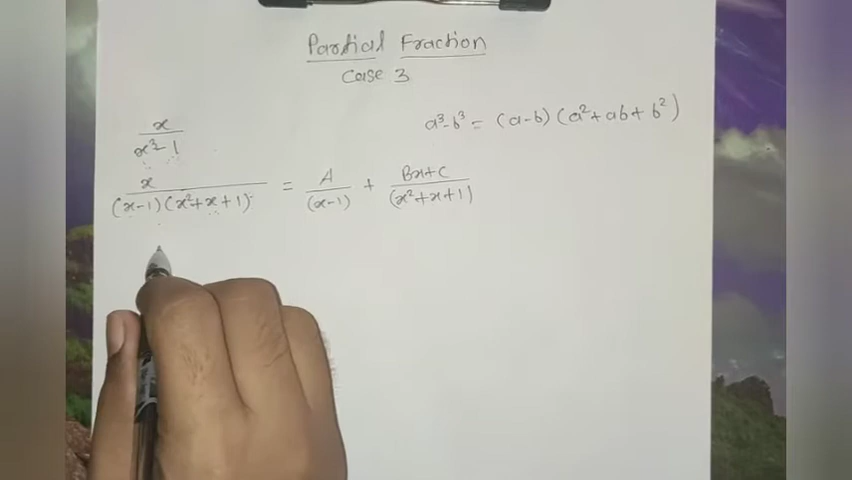 Partial Fraction
Case 3
a³-b³ = (a-b) (a²+ab+b²)
x
x³-1
x / (x-1)(x²+x+1) = A / (x-1) + Bx+C / (x²+x+1)